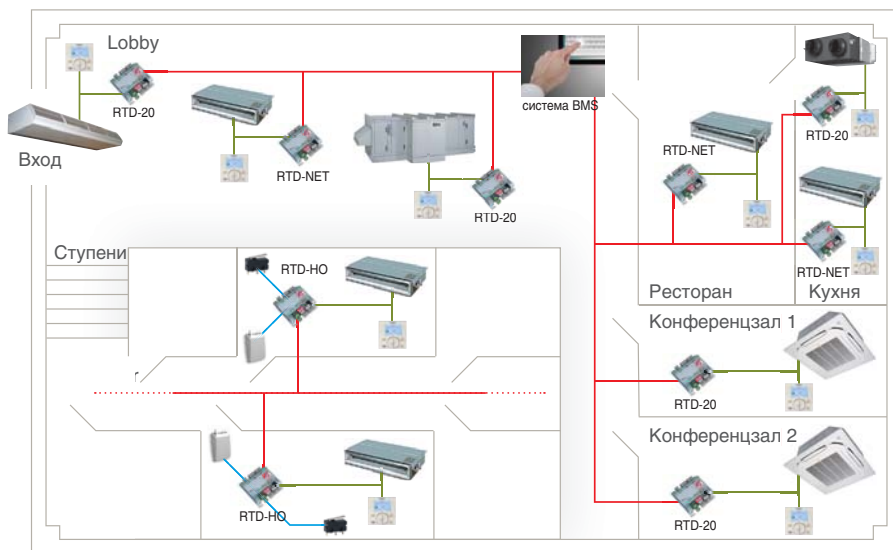 Lobby
RTD-20
Вход
RTD-NET
RTD-20
система BMS
RTD-NET
RTD-20
RTD-NET
Ресторан
Кухня
Ступени
RTD-HO
RTD-HO
Конференцзал 1
RTD-20
Конференцзал 2
RTD-20